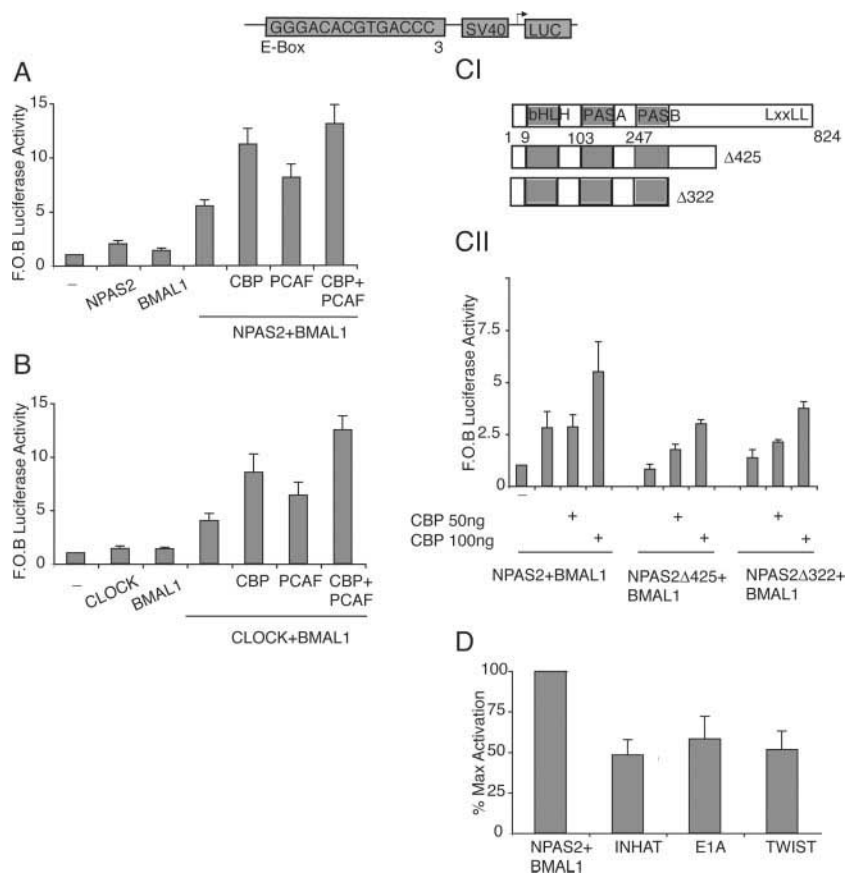 GGGACACGTGACCC SV40 LUC
E-Box 3
A
F.O.B Luciferase Activity
15
10
5
0
– NPAS2 BMAL1 CBP PCAF CBP+
PCAF
NPAS2+BMAL1
B
F.O.B Luciferase Activity
15
10
5
0
– CLOCK BMAL1 CBP PCAF CBP+
PCAF
CLOCK+BMAL1
CI
bHLH PASA PASB LxxLL
1 9 103 247 824
Δ425
Δ322
CII
F.O.B Luciferase Activity
7.5
5
2.5
0
–
CBP 50ng + + +
CBP 100ng + + +
NPAS2+BMAL1 NPAS2Δ425+
BMAL1 NPAS2Δ322+
BMAL1
D
% Max Activation
100
75
50
25
0
NPAS2+
BMAL1 INHAT E1A TWIST